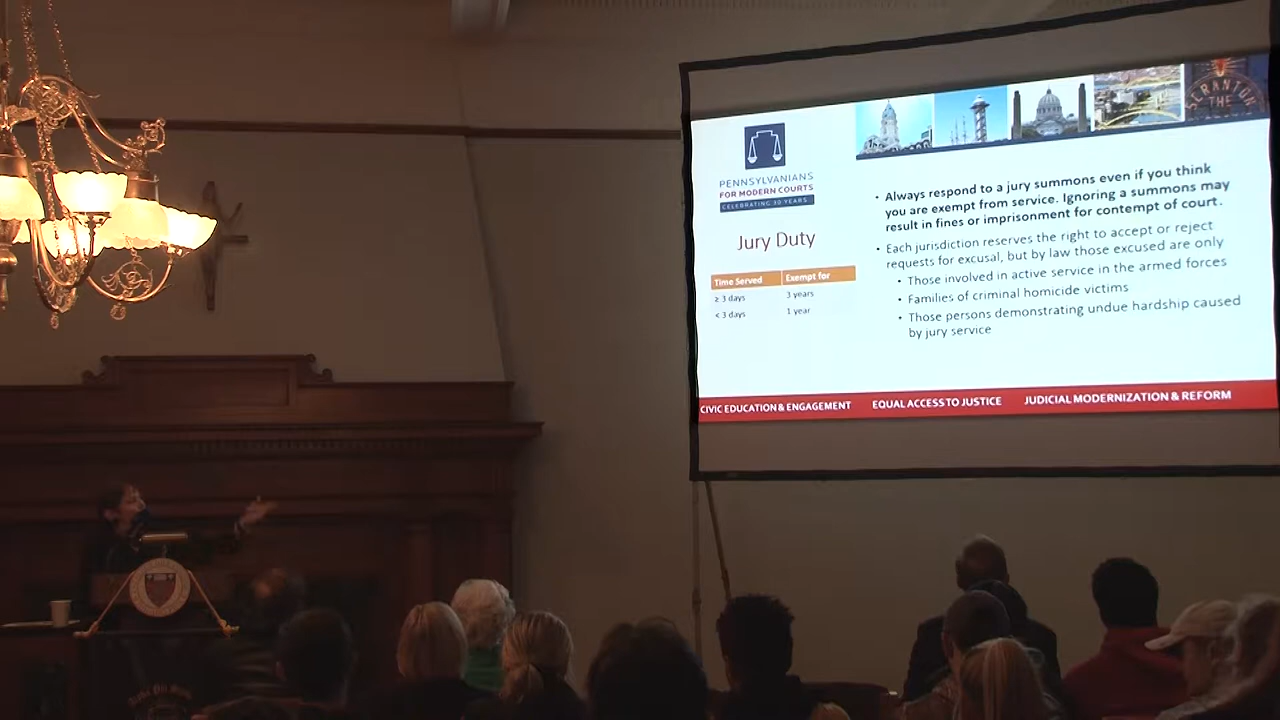 SCRANTON
THE
PENNSYLVANIANS
FOR MODERN COURTS
CELEBRATING 30 YEARS
Jury Duty
Time Served Exempt for
≥ 3 days 3 years
< 3 days 1 year
• Always respond to a jury summons even if you think
you are exempt from service. Ignoring a summons may
result in fines or imprisonment for contempt of court.
• Each jurisdiction reserves the right to accept or reject
requests for excusal, but by law those excused are only
• Those involved in active service in the armed forces
• Families of criminal homicide victims
• Those persons demonstrating undue hardship caused
by jury service
CIVIC EDUCATION & ENGAGEMENT EQUAL ACCESS TO JUSTICE JUDICIAL MODERNIZATION & REFORM